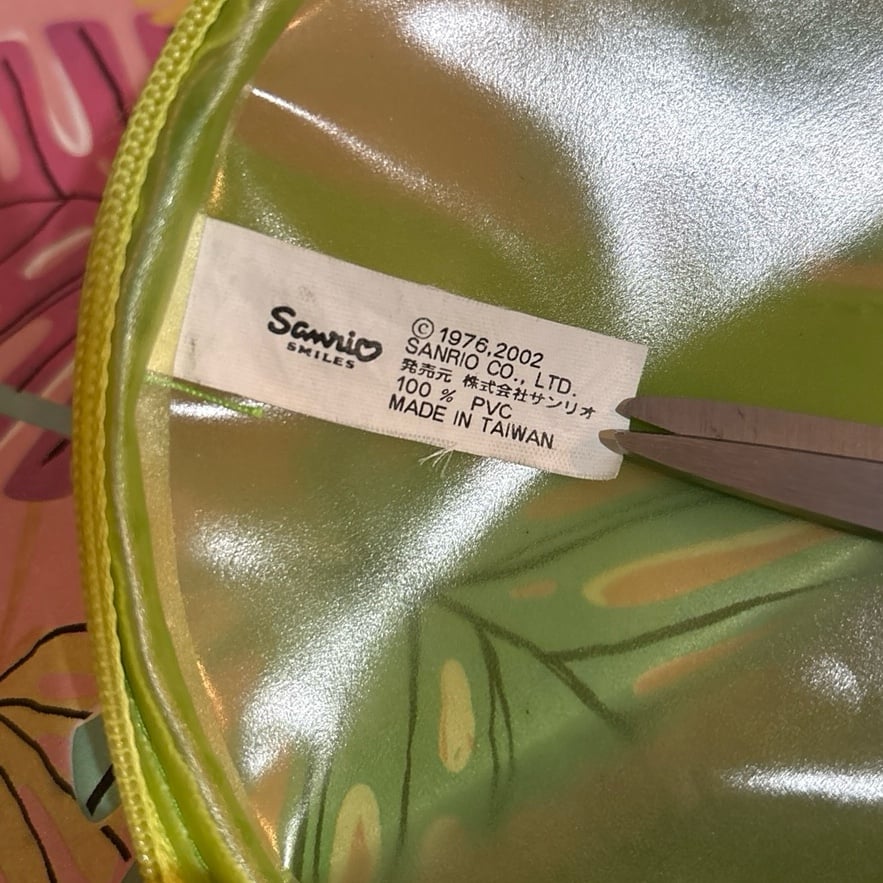 Sanrio
SMILES
© 1976,2002
SANRIO CO., LTD.
発売元 株式会社サンリオ
100 % PVC
MADE IN TAIWAN